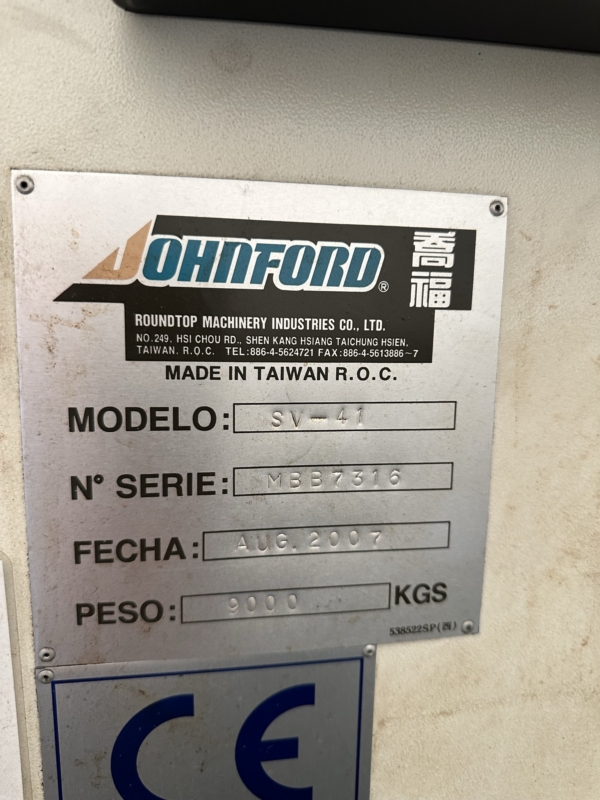 JOHNFORD ® 喬福
ROUNDTOP MACHINERY INDUSTRIES CO., LTD.
NO.249, HSI CHOU RD., SHEN KANG HSIANG TAICHUNG HSIEN,
TAIWAN. R.O.C. TEL:886-4-5624721 FAX:886-4-5613886~7
MADE IN TAIWAN R.O.C.
MODELO: SV-41
N° SERIE: MBB7316
FECHA: AUG. 2007
PESO: 9000 KGS
538522SP(西)
CE